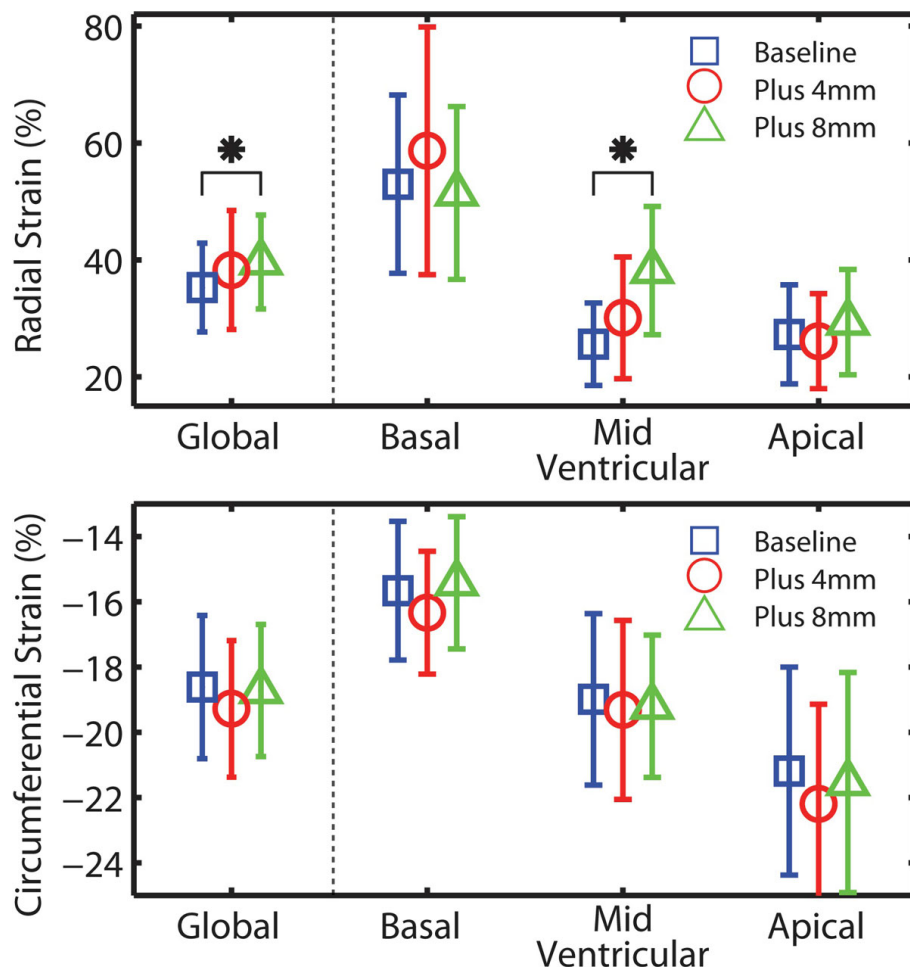 Radial Strain (%)
80
60
40
20
Baseline
Plus 4mm
Plus 8mm
Global
Basal
Mid
Ventricular
Apical
Circumferential Strain (%)
−14
−16
−18
−20
−22
−24
Baseline
Plus 4mm
Plus 8mm
Global
Basal
Mid
Ventricular
Apical